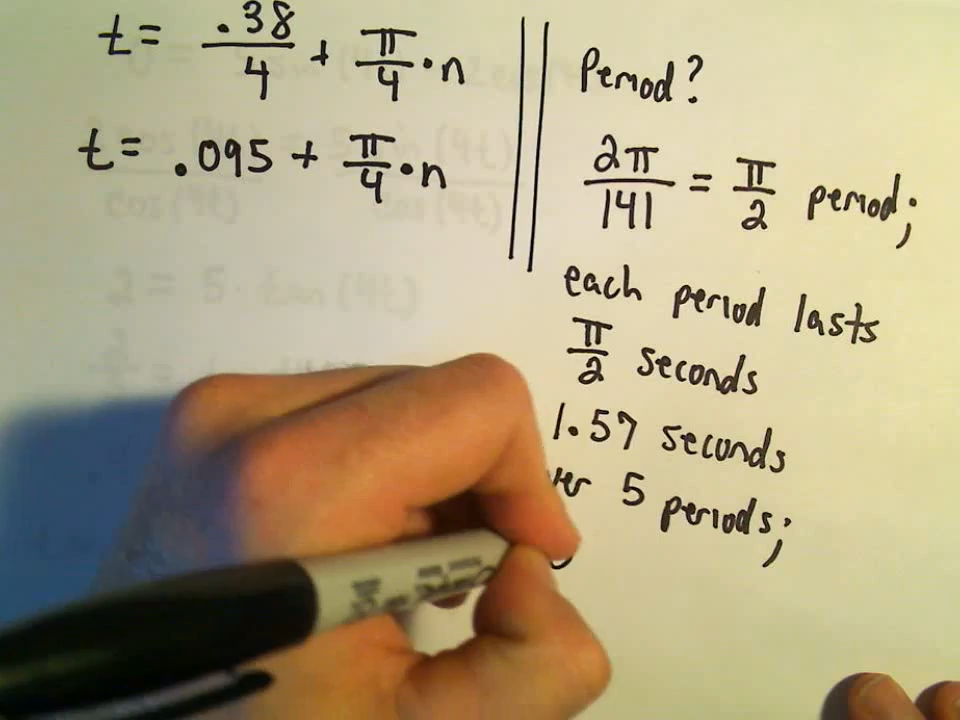 t = .38/4 + π/4 · n
t = .095 + π/4 · n
Period?
2π/|4| = π/2 period;
each period lasts
π/2 seconds
1.57 seconds
5 periods;